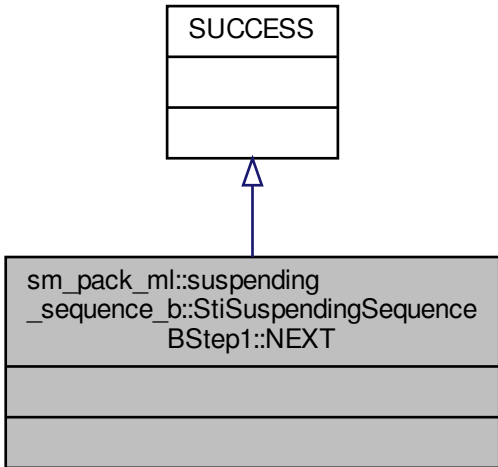 SUCCESS
sm_pack_ml::suspending
_sequence_b::StiSuspendingSequence
BStep1::NEXT